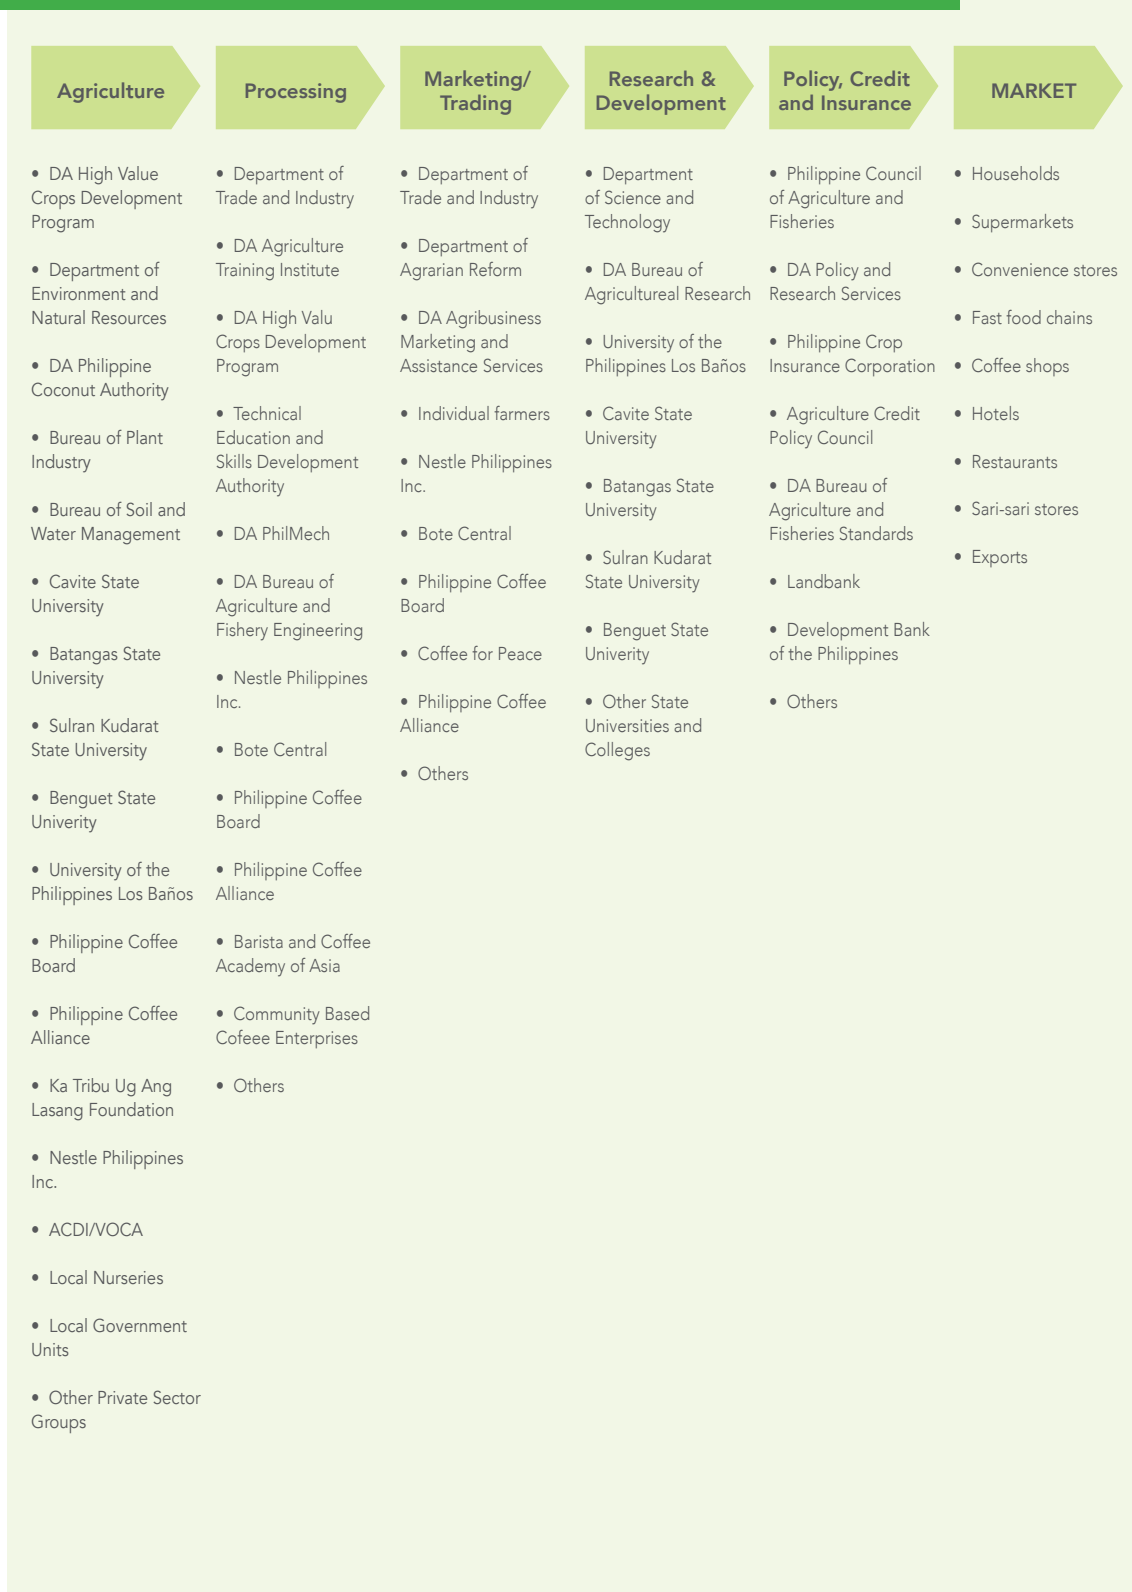 Agriculture
• DA High Value
Crops Development
Program
• Department of
Environment and
Natural Resources
• DA Philippine
Coconut Authority
• Bureau of Plant
Industry
• Bureau of Soil and
Water Management
• Cavite State
University
• Batangas State
University
• Sulran Kudarat
State University
• Benguet State
Univerity
• University of the
Philippines Los Baños
• Philippine Coffee
Board
• Philippine Coffee
Alliance
• Ka Tribu Ug Ang
Lasang Foundation
• Nestle Philippines
Inc.
• ACDI/VOCA
• Local Nurseries
• Local Government
Units
• Other Private Sector
Groups
Processing
• Department of
Trade and Industry
• DA Agriculture
Training Institute
• DA High Valu
Crops Development
Program
• Technical
Education and
Skills Development
Authority
• DA PhilMech
• DA Bureau of
Agriculture and
Fishery Engineering
• Nestle Philippines
Inc.
• Bote Central
• Philippine Coffee
Board
• Philippine Coffee
Alliance
• Barista and Coffee
Academy of Asia
• Community Based
Cofeee Enterprises
• Others
Marketing/
Trading
• Department of
Trade and Industry
• Department of
Agrarian Reform
• DA Agribusiness
Marketing and
Assistance Services
• Individual farmers
• Nestle Philippines
Inc.
• Bote Central
• Philippine Coffee
Board
• Coffee for Peace
• Philippine Coffee
Alliance
• Others
Research &
Development
• Department
of Science and
Technology
• DA Bureau of
Agricultureal Research
• University of the
Philippines Los Baños
• Cavite State
University
• Batangas State
University
• Sulran Kudarat
State University
• Benguet State
Univerity
• Other State
Universities and
Colleges
Policy, Credit
and Insurance
• Philippine Council
of Agriculture and
Fisheries
• DA Policy and
Research Services
• Philippine Crop
Insurance Corporation
• Agriculture Credit
Policy Council
• DA Bureau of
Agriculture and
Fisheries Standards
• Landbank
• Development Bank
of the Philippines
• Others
MARKET
• Households
• Supermarkets
• Convenience stores
• Fast food chains
• Coffee shops
• Hotels
• Restaurants
• Sari-sari stores
• Exports